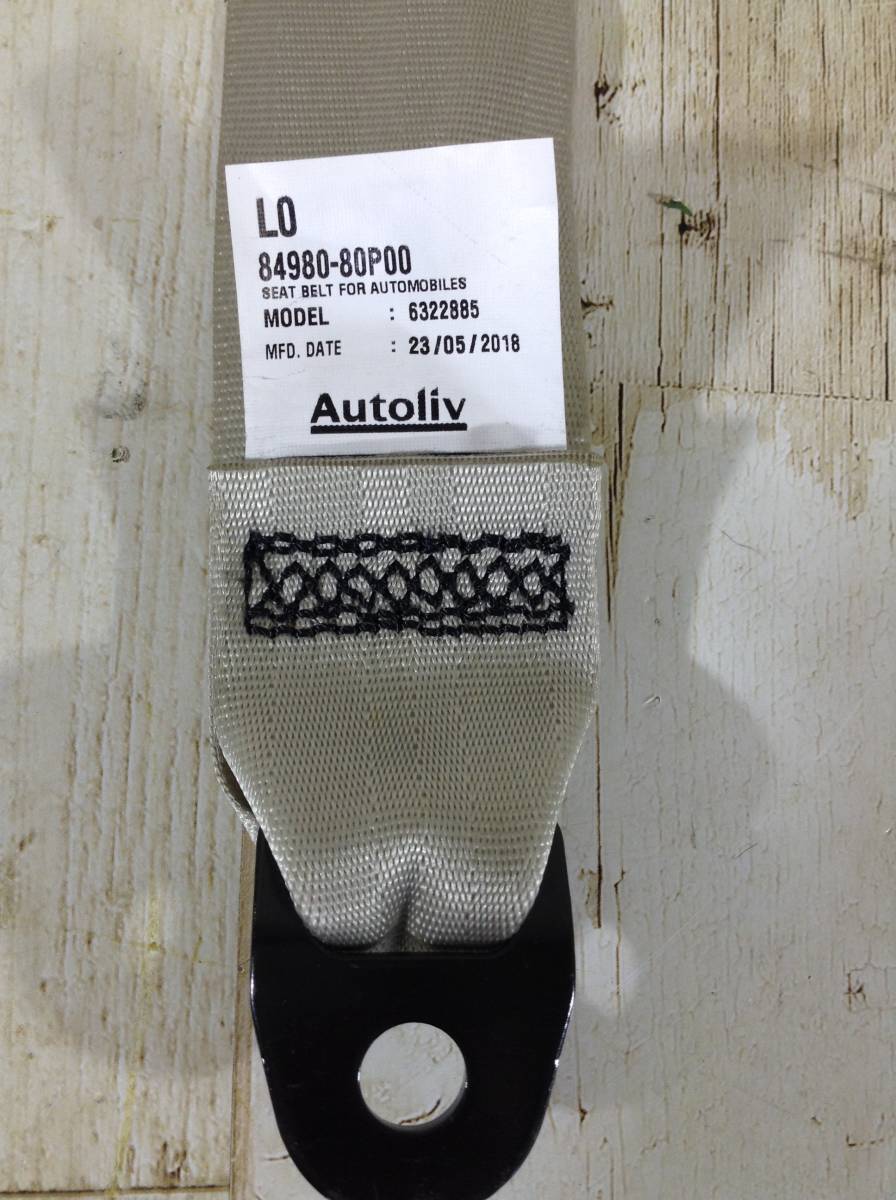 LO
84980-80P00
SEAT BELT FOR AUTOMOBILES
MODEL : 6322885
MFD. DATE : 23/05/2018
Autoliv